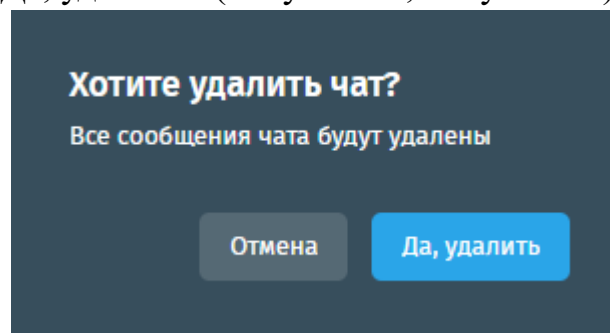 Хотите удалить чат?
Все сообщения чата будут удалены
Отмена
Да, удалить